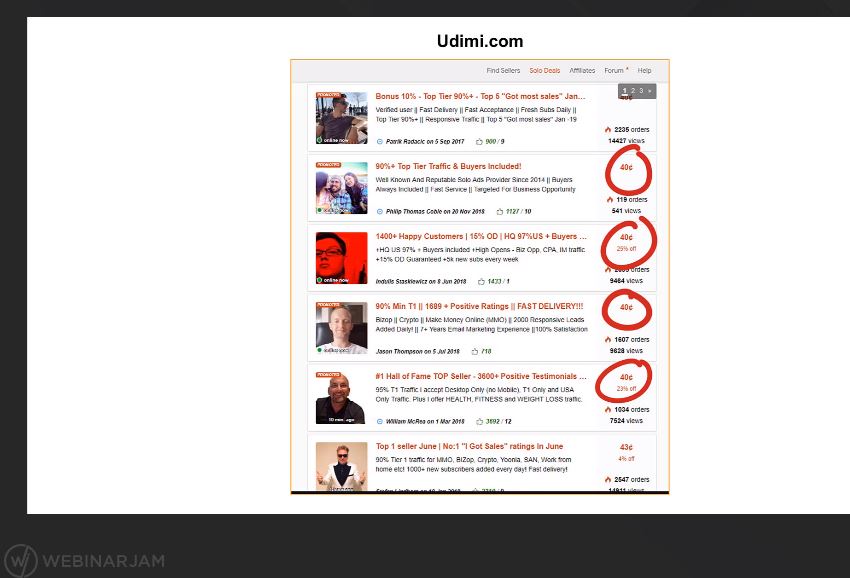 Udimi.com
Find Sellers Solo Deals Affiliates Forum Help
1 2 3 »
PROMOTED
Bonus 10% - Top Tier 90%+ - Top 5 "Got most sales" Jan...
Verified user || Fast Delivery || Fast Acceptance || Fresh Subs Daily ||
Top Tier 90%+ || Responsive Traffic || Top 5 "Got most sales" Jan -19
online now
Patrik Radacic on 5 Sep 2017 900 / 9
40¢
2235 orders
14427 views
PROMOTED
90%+ Top Tier Traffic & Buyers Included!
Well Known And Reputable Solo Ads Provider Since 2014 || Buyers
Always Included || Fast Service || Targeted For Business Opportunity
online now
Philip Thomas Coble on 20 Nov 2018 1127 / 10
40¢
119 orders
541 views
1400+ Happy Customers | 15% OD | HQ 97%US + Buyers ...
+HQ US 97% + Buyers included +High Opens - Biz Opp, CPA, IM traffic
+15% OD Guaranteed +5k new subs every week
online now
Indulis Staskiewicz on 8 Jun 2018 1433 / 1
40¢
25% off
orders
9464 views
PROMOTED
90% Min T1 || 1689 + Positive Ratings || FAST DELIVERY!!!
Bizop || Crypto || Make Money Online (MMO) || 2000 Responsive Leads
Added Daily! || 7+ Years Email Marketing Experience ||100% Satisfaction
Jason Thompson on 5 Jul 2018 718
40¢
1607 orders
9628 views
PROMOTED
#1 Hall of Fame TOP Seller - 3600+ Positive Testimonials ...
95% T1 Traffic I accept Desktop Only (no Mobile), T1 Only and USA
Only Traffic. Plus I offer HEALTH, FITNESS and WEIGHT LOSS traffic.
10 min. ago
William McRea on 1 Mar 2018 3692 / 12
40¢
23% off
1034 orders
7524 views
Top 1 seller June | No:1 "I Got Sales" ratings In June
90% Tier 1 traffic for MMO, BIZop, Crypto, Yoonla, SAN, Work from
home etc! 1000+ new subscribers added every day! Fast delivery!
43¢
4% off
2547 orders
views
WEBINARJAM